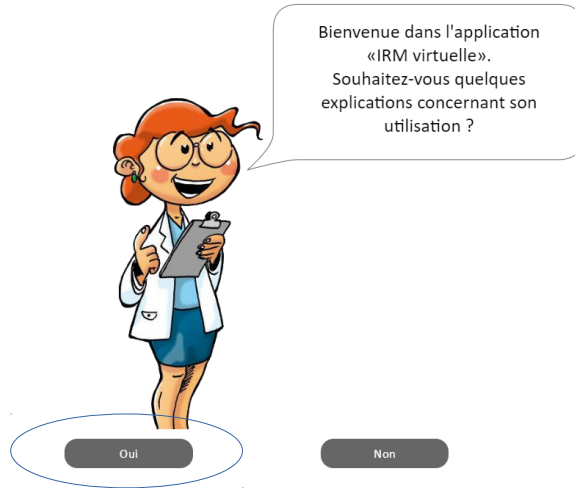 Bienvenue dans l'application
«IRM virtuelle».
Souhaitez-vous quelques
explications concernant son
utilisation ?
Oui
Non